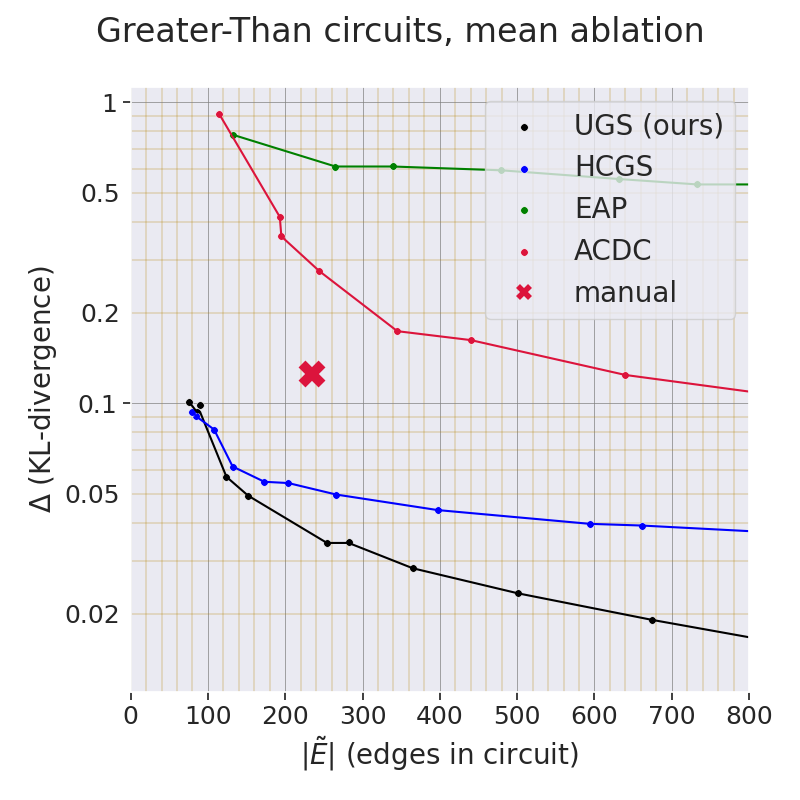 Greater-Than circuits, mean ablation
Δ (KL-divergence)
1
0.5
0.2
0.1
0.05
0.02
UGS (ours)
HCGS
EAP
ACDC
manual
0 100 200 300 400 500 600 700 800
|Ẽ| (edges in circuit)